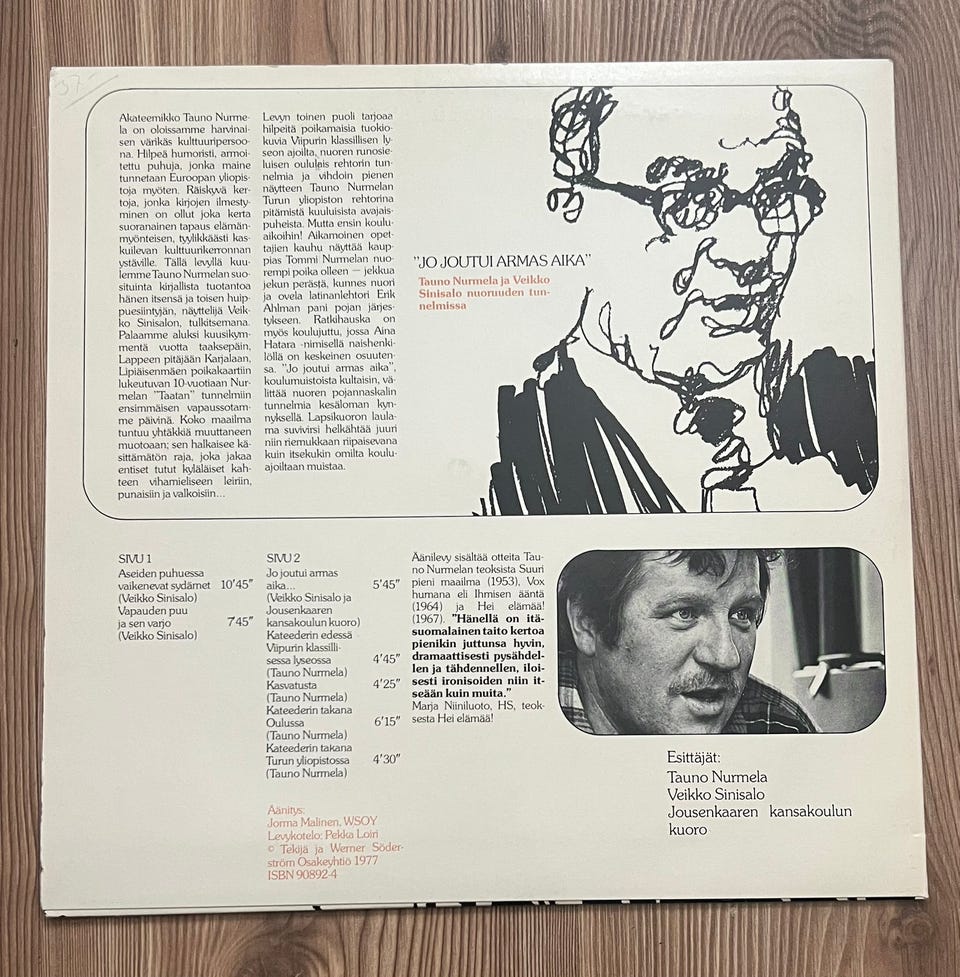 37-
Akateemikko Tauno Nurme-
la on oloissamme harvinai-
sen värikäs kulttuuripersoo-
na. Hilpeä humoristi, armoi-
tettu puhuja, jonka maine
tunnetaan Euroopan yliopis-
toja myöten. Räiskyvä ker-
toja, jonka kirjojen ilmesty-
minen on ollut joka kerta
suoranainen tapaus elämän-
myönteisen, tyylikkäästi kas-
kuilevan kulttuurikerronnan
ystäville. Tällä levyllä kuu-
lemme Tauno Nurmelan suo-
situinta kirjallista tuotantoa
hänen itsensä ja toisen huip-
puesiintyjän, näyttelijä Veik-
ko Sinisalon, tulkitsemana.
Palaamme aluksi kuusikym-
mentä vuotta taaksepäin,
Lappeen pitäjään Karjalaan,
Lipiäisenmäen poikakaartiin
lukeutuvan 10-vuotiaan Nur-
melan "Taatan" tunnelmiin
ensimmäisen vapaussotam-
me päivinä. Koko maailma
tuntuu yhtäkkiä muuttaneen
muotoaan; sen halkaisee kä-
sittämätön raja, joka jakaa
entiset tutut kyläläiset kah-
teen vihamieliseen leiriin,
punaisiin ja valkoisiin...
Levyn toinen puoli tarjoaa
hilpeitä poikamaisia tuokio-
kuvia Viipurin klassillisen ly-
seon ajoilta, nuoren runosie-
luisen oululais rehtorin tun-
nelmia ja vihdoin pienen
näytteen Tauno Nurmelan
Turun yliopiston rehtorina
pitämistä kuuluisista avajais-
puheista. Mutta ensin koulu-
aikoihin! Aikamoinen opet-
tajien kauhu näyttää kaup-
pias Tommi Nurmelan nuo-
rempi poika olleen — jekkua
jekun perästä, kunnes nuori
ja ovela latinanlehtori Erik
Ahlman pani pojan järjes-
tykseen. Ratkihauska on
myös koulujuttu, jossa Aina
Hatara -nimisellä naishenki-
löllä on keskeinen osuuten-
sa. "Jo joutui armas aika",
koulumuistoista kultaisin, vä-
littää nuoren pojannaskalin
tunnelmia kesäloman kyn-
nyksellä. Lapsikuoron laula-
ma suvivirsi helkähtää juuri
niin riemukkaan riipaisevana
kuin itsekukin omilta koulu-
ajoiltaan muistaa.
"JO JOUTUI ARMAS AIKA"
Tauno Nurmela ja Veikko
Sinisalo nuoruuden tun-
nelmissa
SIVU 1
Aseiden puhuessa
vaikenevat sydämet 10'45"
(Veikko Sinisalo)
Vapauden puu
ja sen varjo 7'45"
(Veikko Sinisalo)
SIVU 2
Jo joutui armas
aika... 5'45"
(Veikko Sinisalo ja
Jousenkaaren
kansakoulun kuoro)
Kateederin edessä
Viipurin klassilli-
sessa lyseossa 4'45"
(Tauno Nurmela)
Kasvatusta 4'25"
(Tauno Nurmela)
Kateederin takana
Oulussa 6'15"
(Tauno Nurmela)
Kateederin takana
Turun yliopistossa 4'30"
(Tauno Nurmela)
Äänitys:
Jorma Malinen, WSOY
Levykotelo: Pekka Loiri
© Tekijä ja Werner Söder-
ström Osakeyhtiö 1977
ISBN 90892-4
Äänilevy sisältää otteita Tau-
no Nurmelan teoksista Suuri
pieni maailma (1953), Vox
humana eli Ihmisen ääntä
(1964) ja Hei elämää!
(1967). "Hänellä on itä-
suomalainen taito kertoa
pienikin juttunsa hyvin,
dramaattisesti pysähdel-
len ja tähdennellen, iloi-
sesti ironisoiden niin it-
seään kuin muita."
Marja Niiniluoto, HS, teok-
sesta Hei elämää!
Esittäjät:
Tauno Nurmela
Veikko Sinisalo
Jousenkaaren kansakoulun
kuoro